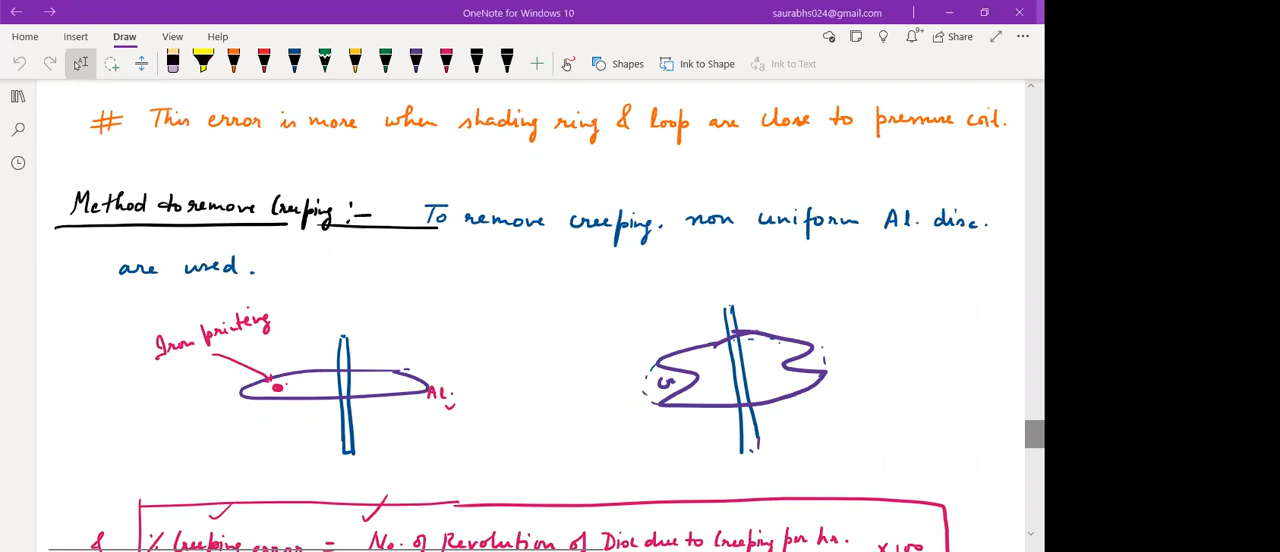 OneNote for Windows 10
saurabhs024@gmail.com
Home Insert Draw View Help
Share
Shapes Ink to Shape Ink to Text
# This error is more when shading ring & loop are close to pressure coil.
Method to remove Creeping :- To remove creeping, non uniform Al. disc.
are used.
Iron printing
Al.
& % Creeping error = No. of Revolution of Disc due to Creeping per hr. × 100